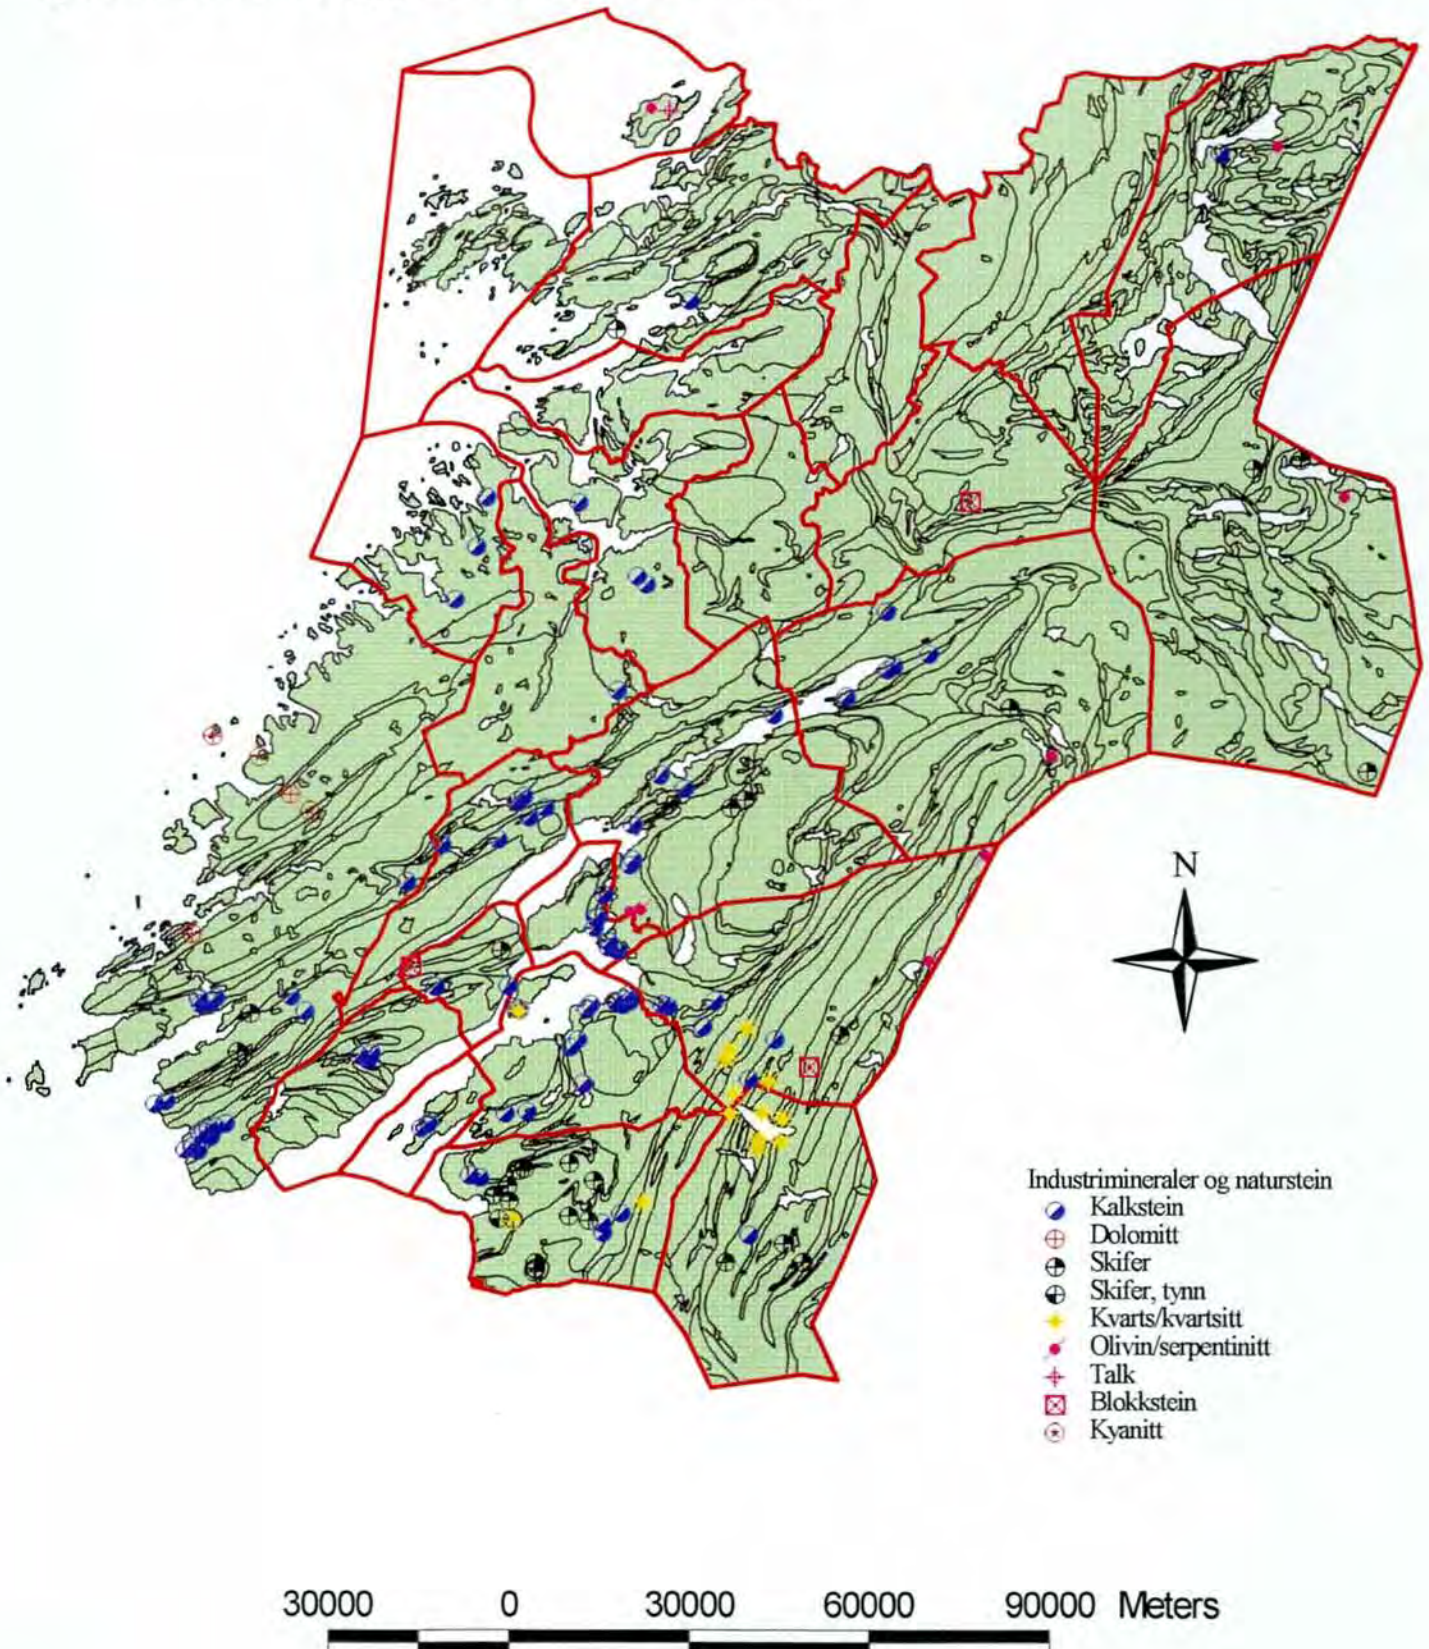 N
Industrimineraler og naturstein
Kalkstein
Dolomitt
Skifer
Skifer, tynn
Kvarts/kvartsitt
Olivin/serpentinitt
Talk
Blokkstein
Kyanitt
30000 0 30000 60000 90000 Meters